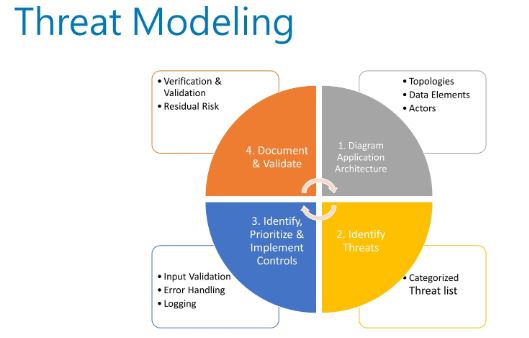 Threat Modeling
• Verification &
Validation
• Residual Risk
• Topologies
• Data Elements
• Actors
4. Document
& Validate
1. Diagram
Application
Architecture
3. Identify,
Prioritize &
Implement
Controls
2. Identify
Threats
• Input Validation
• Error Handling
• Logging
• Categorized
Threat list